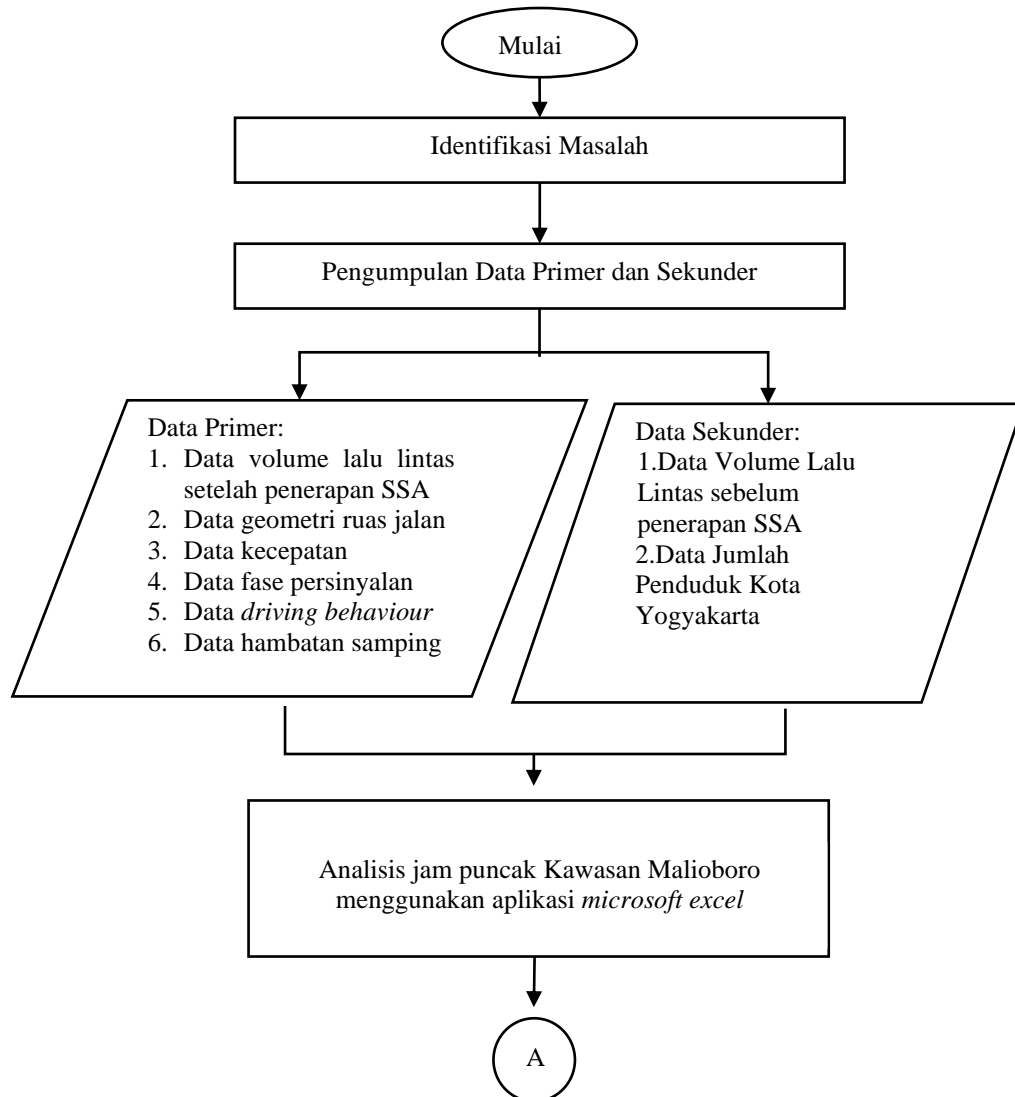 Mulai
Identifikasi Masalah
Pengumpulan Data Primer dan Sekunder
Data Primer:
1. Data volume lalu lintas
setelah penerapan SSA
2. Data geometri ruas jalan
3. Data kecepatan
4. Data fase persinyalan
5. Data driving behaviour
6. Data hambatan samping
Data Sekunder:
1.Data Volume Lalu
Lintas sebelum
penerapan SSA
2.Data Jumlah
Penduduk Kota
Yogyakarta
Analisis jam puncak Kawasan Malioboro
menggunakan aplikasi microsoft excel
A